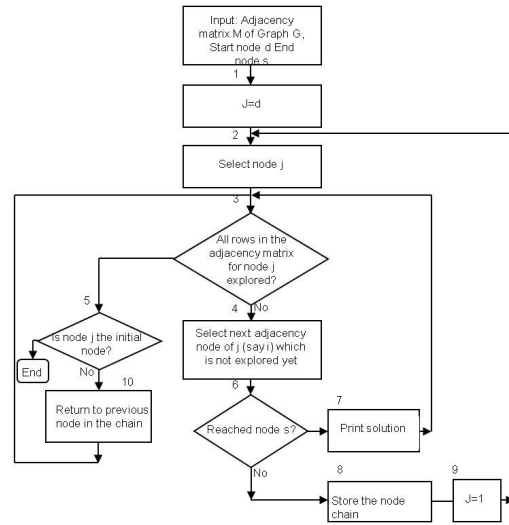 Input: Adjacency
matrix M of Graph G,
Start node d End
node s
1
J=d
2
Select node j
3
All rows in the
adjacency matrix
for node j
explored?
4
No
5
Is node j the initial
node?
End
No
10
Return to previous
node in the chain
Select next adjacency
node of j (say i) which
is not explored yet
6
Reached node s?
7
Print solution
No
8
Store the node
chain
9
J=1